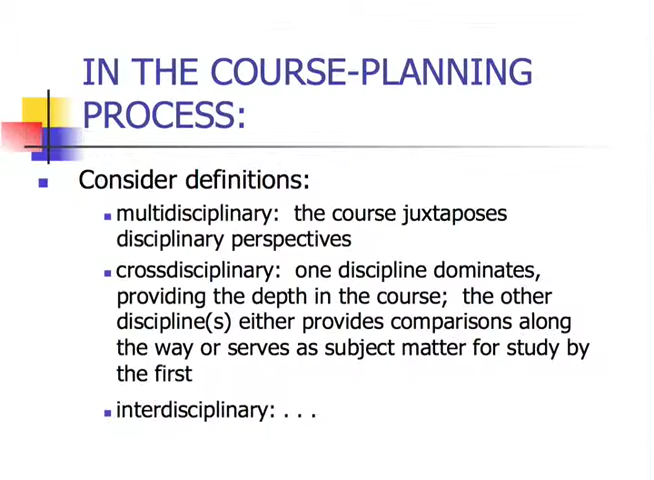 IN THE COURSE-PLANNING
PROCESS:
Consider definitions:
multidisciplinary:  the course juxtaposes
disciplinary perspectives
crossdisciplinary:  one discipline dominates,
providing the depth in the course;  the other
discipline(s) either provides comparisons along
the way or serves as subject matter for study by
the first
interdisciplinary: . . .